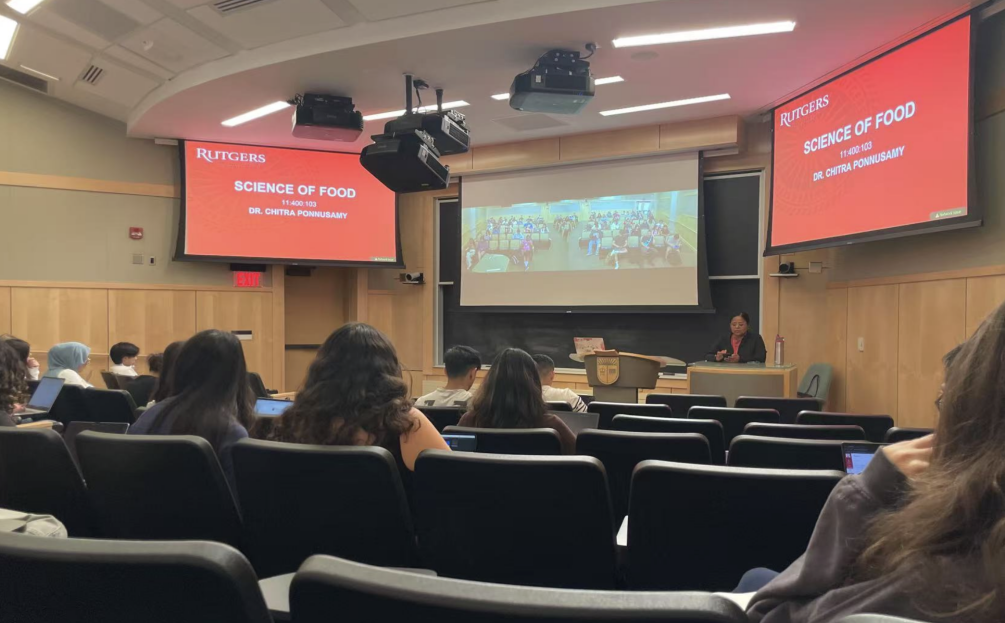 RUTGERS
SCIENCE OF FOOD
11:400:103
DR. CHITRA PONNUSAMY
RUTGERS
SCIENCE OF FOOD
11:400:103
DR. CHITRA PONNUSAMY
EXIT